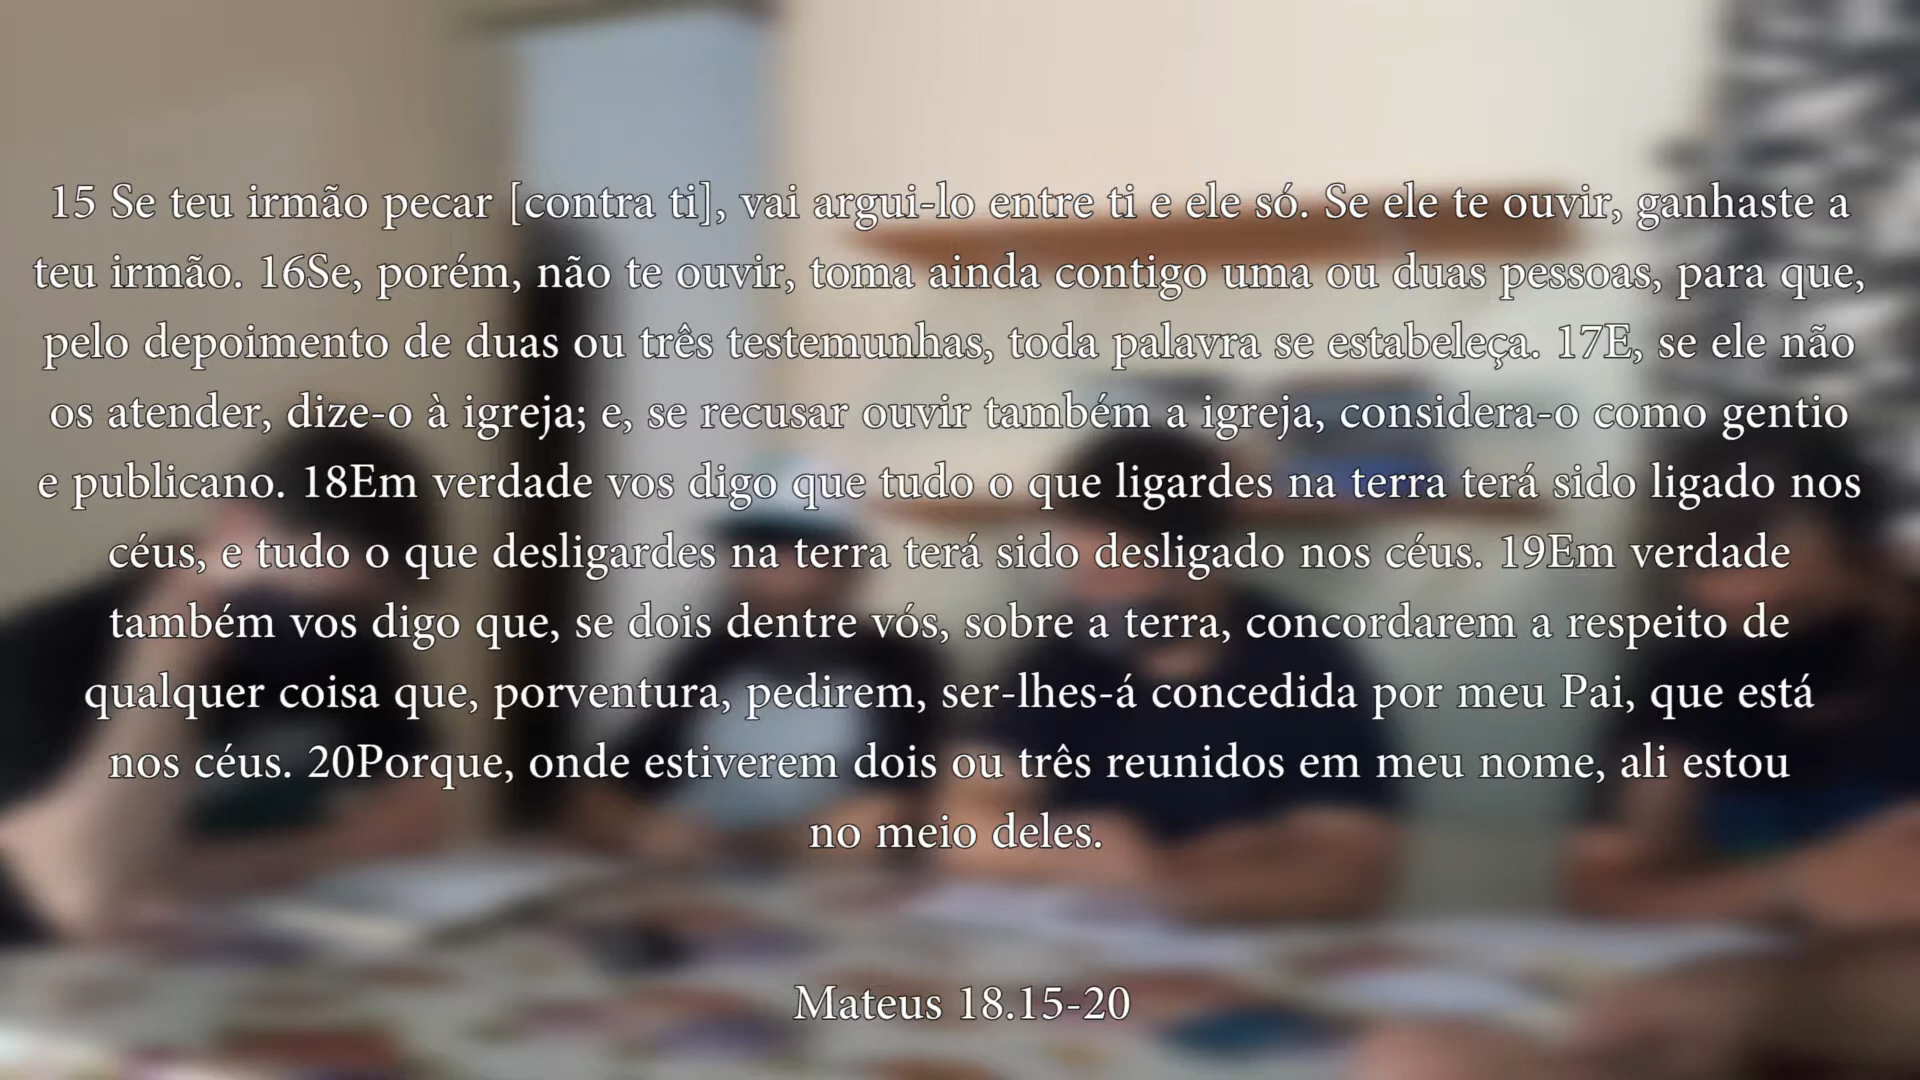 15 Se teu irmão pecar [contra ti], vai argui-lo entre ti e ele só. Se ele te ouvir, ganhaste a
teu irmão. 16Se, porém, não te ouvir, toma ainda contigo uma ou duas pessoas, para que,
pelo depoimento de duas ou três testemunhas, toda palavra se estabeleça. 17E, se ele não
os atender, dize-o à igreja; e, se recusar ouvir também a igreja, considera-o como gentio
e publicano. 18Em verdade vos digo que tudo o que ligardes na terra terá sido ligado nos
céus, e tudo o que desligardes na terra terá sido desligado nos céus. 19Em verdade
também vos digo que, se dois dentre vós, sobre a terra, concordarem a respeito de
qualquer coisa que, porventura, pedirem, ser-lhes-á concedida por meu Pai, que está
nos céus. 20Porque, onde estiverem dois ou três reunidos em meu nome, ali estou
no meio deles.
Mateus 18.15-20